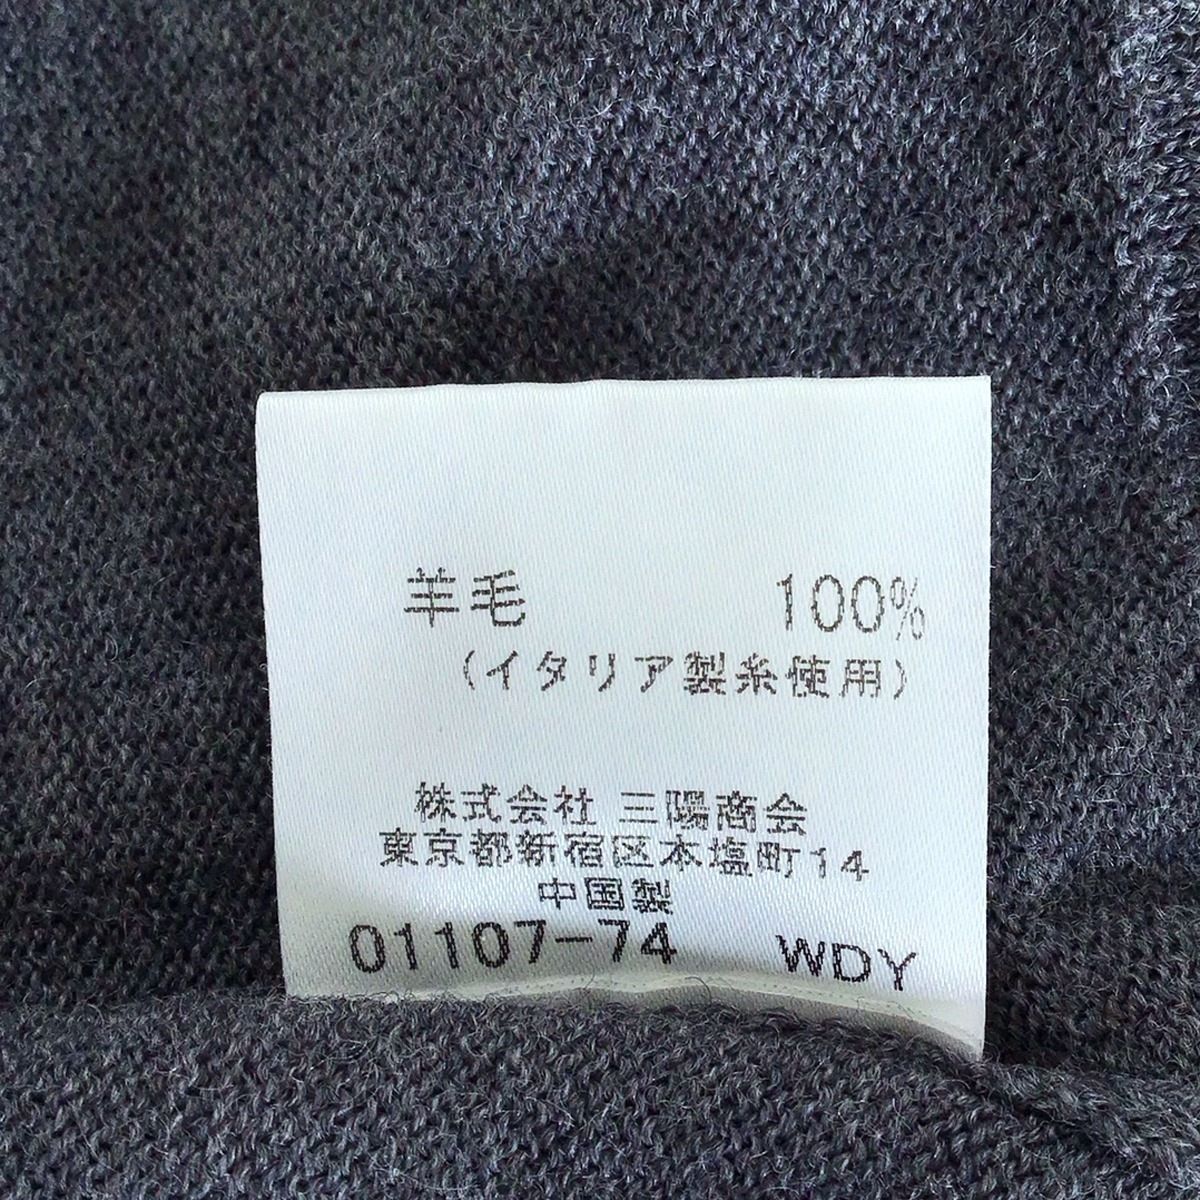 羊毛 100%
(イタリア製糸使用)
株式会社 三陽商会
東京都新宿区本塩町14
中国製
01107-74 WDY